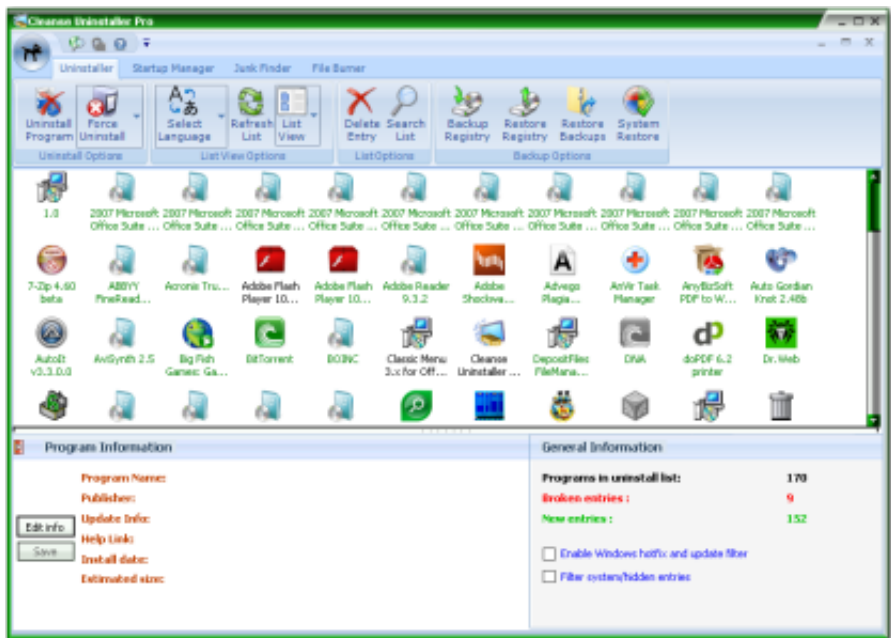 Cleanse Uninstaller Pro
Uninstaller Startup Manager Junk Finder File Burner
Uninstall Program Force Uninstall Select Language Refresh List List View Delete Entry Search List Backup Registry Restore Registry Restore Backups System Restore
Uninstall Options List View Options List Options Backup Options
1.0 2007 Microsoft Office Suite ... 2007 Microsoft Office Suite ... 2007 Microsoft Office Suite ... 2007 Microsoft Office Suite ... 2007 Microsoft Office Suite ... 2007 Microsoft Office Suite ... 2007 Microsoft Office Suite ... 2007 Microsoft Office Suite ... 2007 Microsoft Office Suite ... 2007 Microsoft Office Suite ...
7-Zip 4.60 beta ABBYY FineRead... Acronis Tru... Adobe Flash Player 10... Adobe Flash Player 10... Adobe Reader 9.3.2 Adobe Shockwa... Advego Plagia... AnVir Task Manager AnyBizSoft PDF to W... Auto Gordian Knot 2.48b
AutoIt v3.3.0.0 AviSynth 2.5 Big Fish Games: Ga... BitTorrent BOINC Classic Menu 3.x for Off... Cleanse Uninstaller ... DepositFiles FileMana... DNA doPDF 6.2 printer Dr.Web
Program Information
Program Name:
Publisher:
Update Info:
Help Link:
Install date:
Estimated size:
Edit info
Save
General Information
Programs in uninstall list: 170
Broken entries : 9
New entries : 152
Enable Windows hotfix and update filter
Filter system/hidden entries